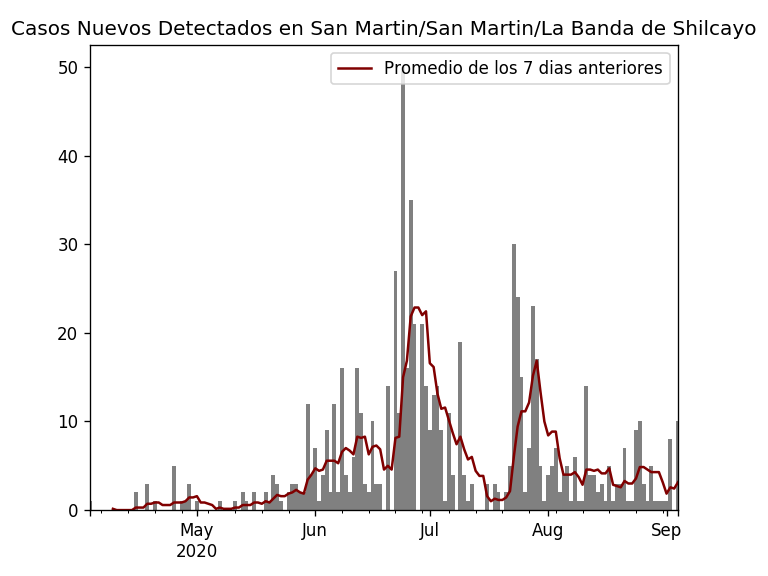 Casos Nuevos Detectados en San Martin/San Martin/La Banda de Shilcayo
Promedio de los 7 dias anteriores
50
40
30
20
10
0
May
2020
Jun
Jul
Aug
Sep